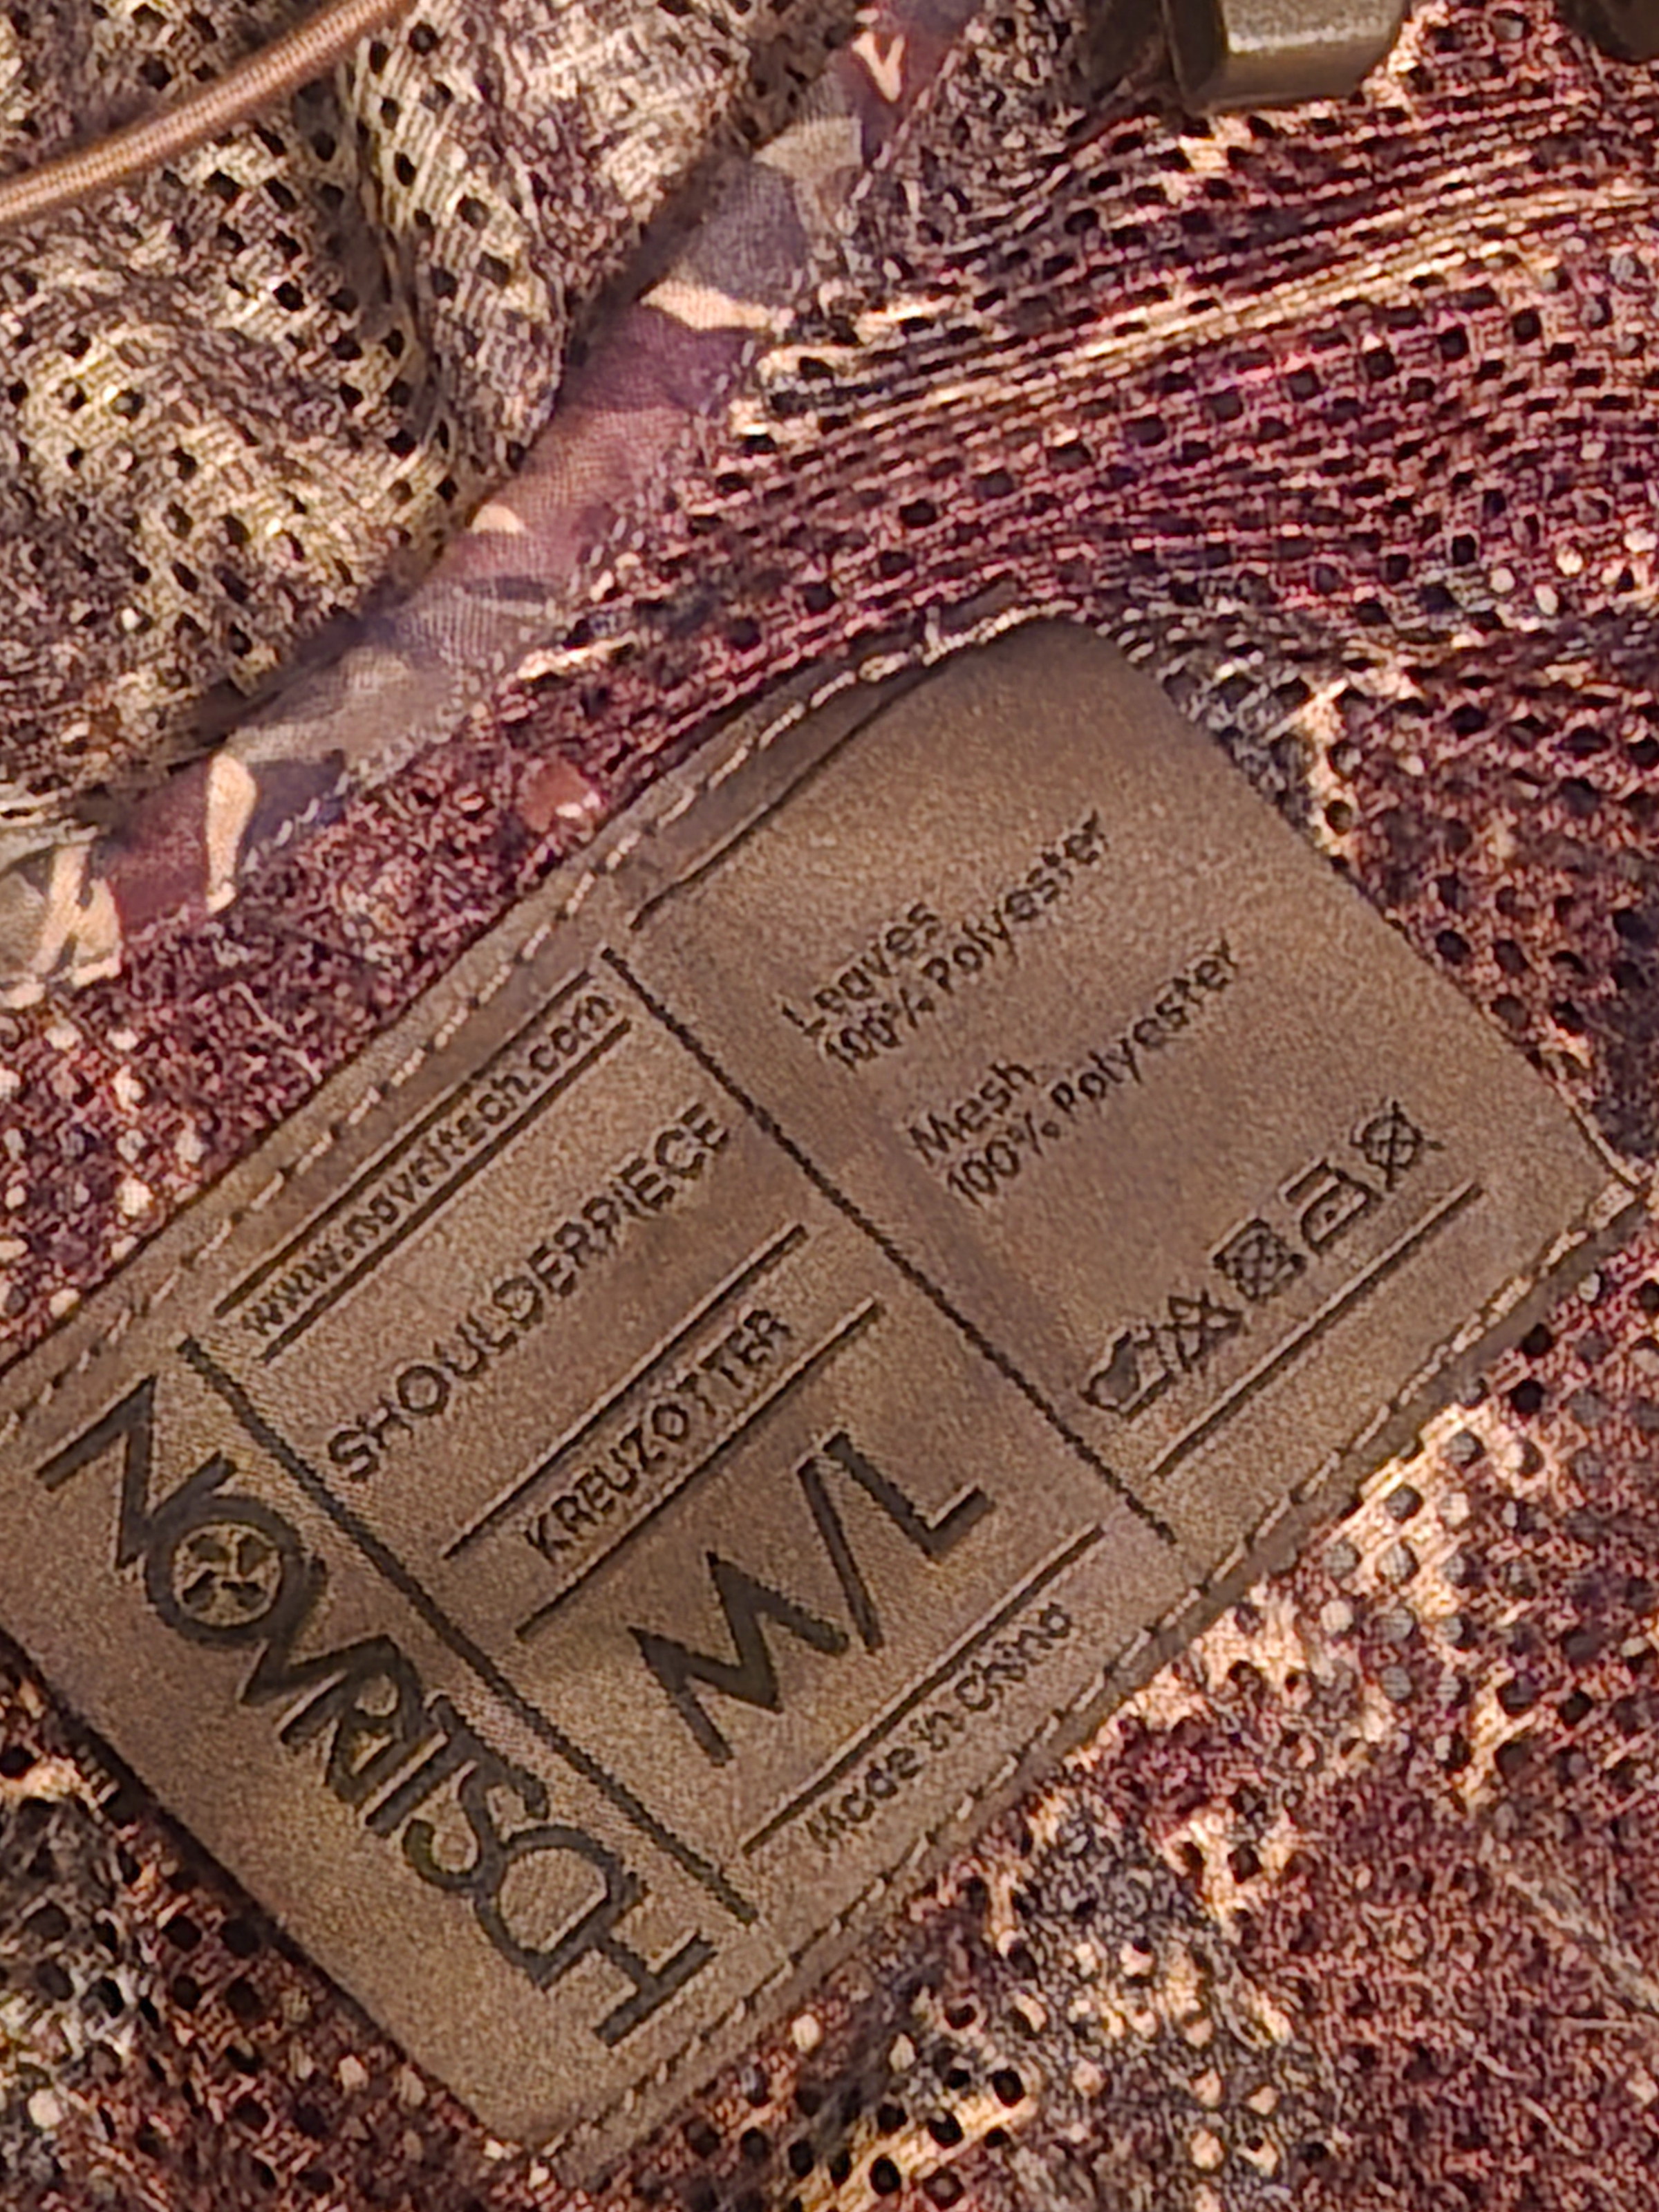 NOVRITSCH
www.novritsch.com
SHOULDERPIECE
KREUZOTTER
M/L
Made in China
Leaves
100% Polyester
Mesh
100% Polyester